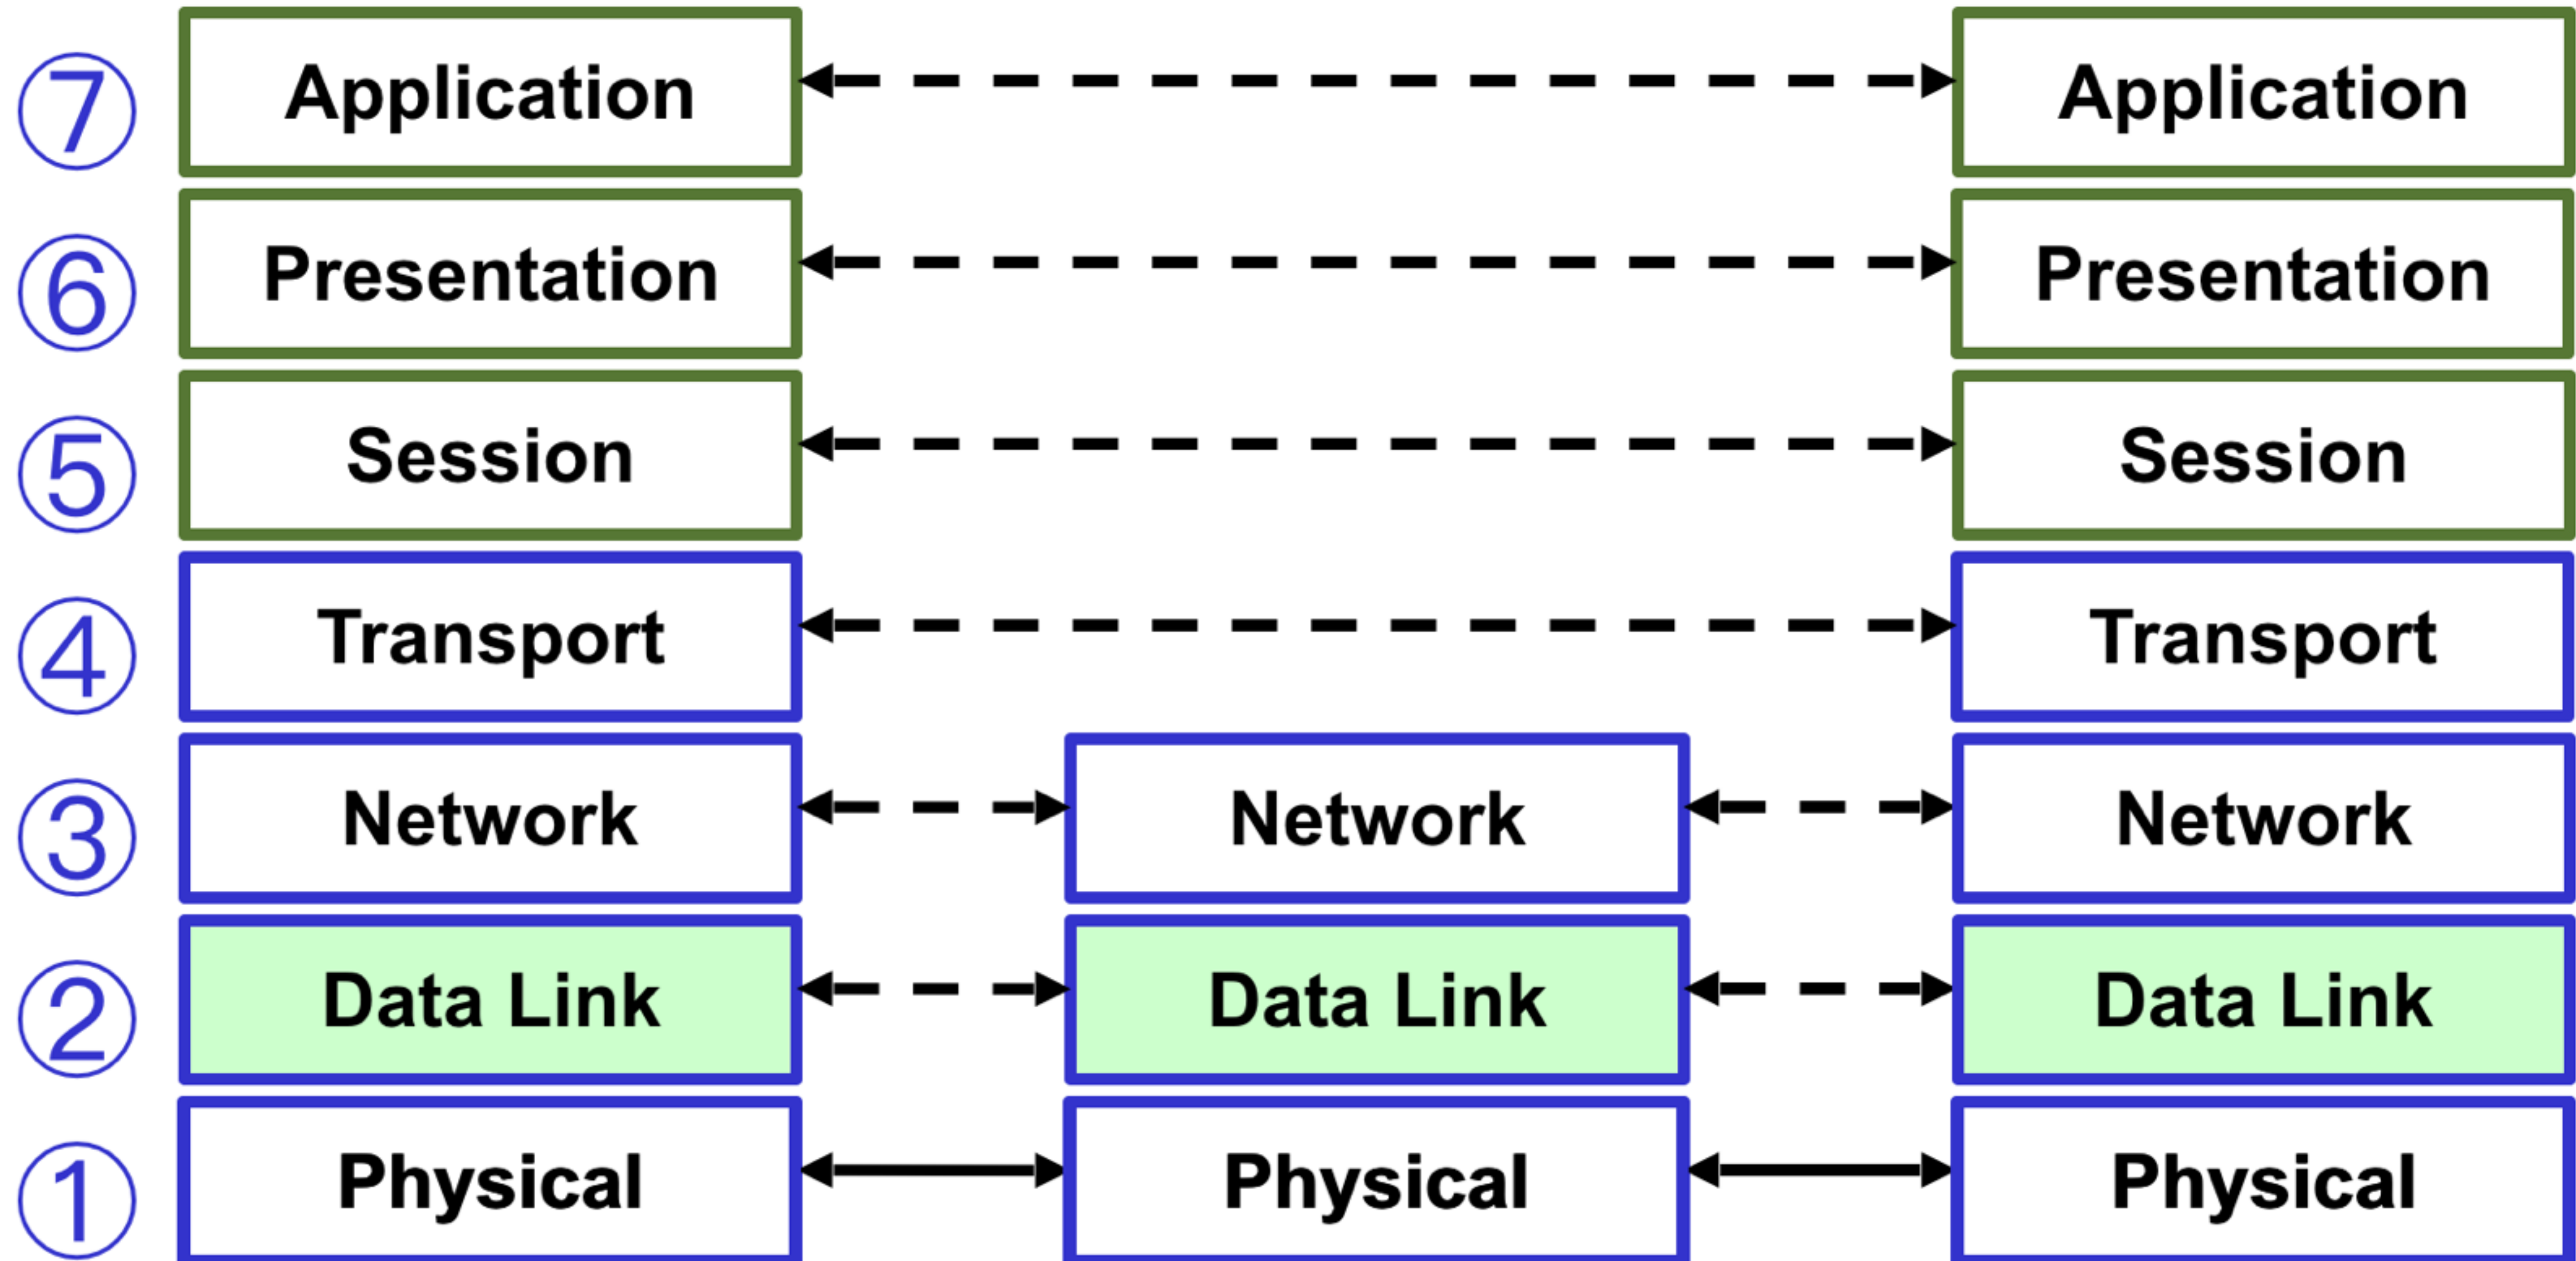 ⑦ Application Application
⑥ Presentation Presentation
⑤ Session Session
④ Transport Transport
③ Network Network Network
② Data Link Data Link Data Link
① Physical Physical Physical